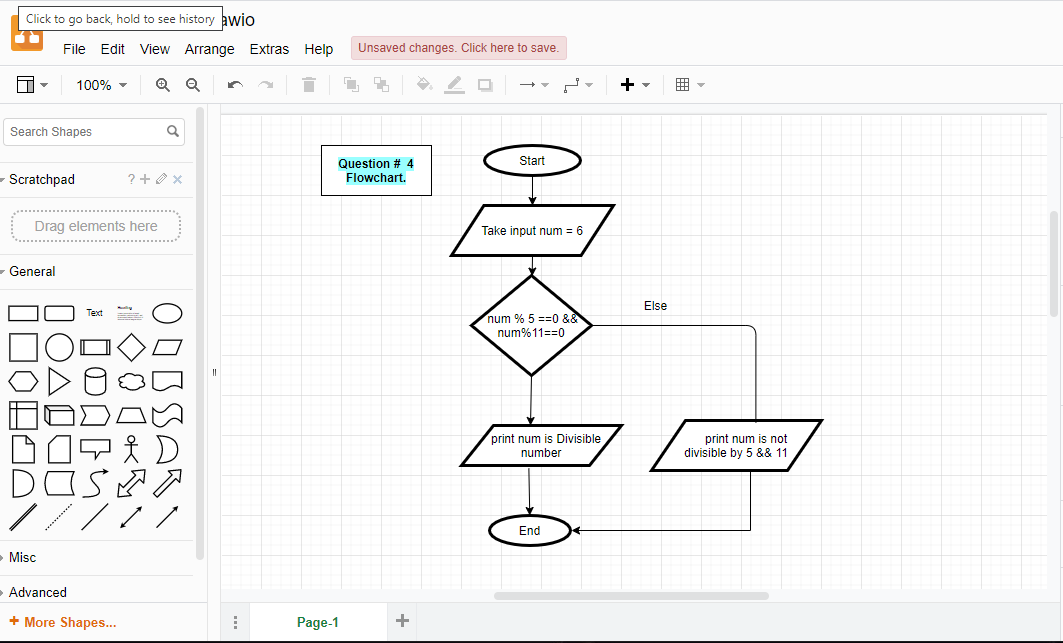 Click to go back, hold to see history
awio
File Edit View Arrange Extras Help
Unsaved changes. Click here to save.
100%
Search Shapes
Scratchpad
?
Drag elements here
General
Text
Heading
Misc
Advanced
+ More Shapes...
Question # 4
Flowchart.
Start
Take input num = 6
num % 5 ==0 &&
num%11==0
Else
print num is Divisible
number
print num is not
divisible by 5 && 11
End
Page-1